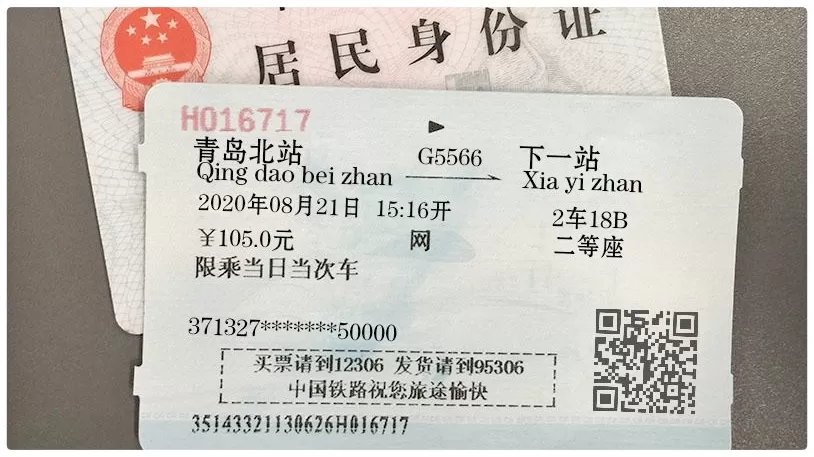 居民身份证
H016717
青岛北站 G5566 下一站
Qing dao bei zhan Xia yi zhan
2020年08月21日 15:16开 2车18B
￥105.0元 网 二等座
限乘当日当次车
371327*******50000
买票请到12306 发货请到95306
中国铁路祝您旅途愉快
35143321130626H016717